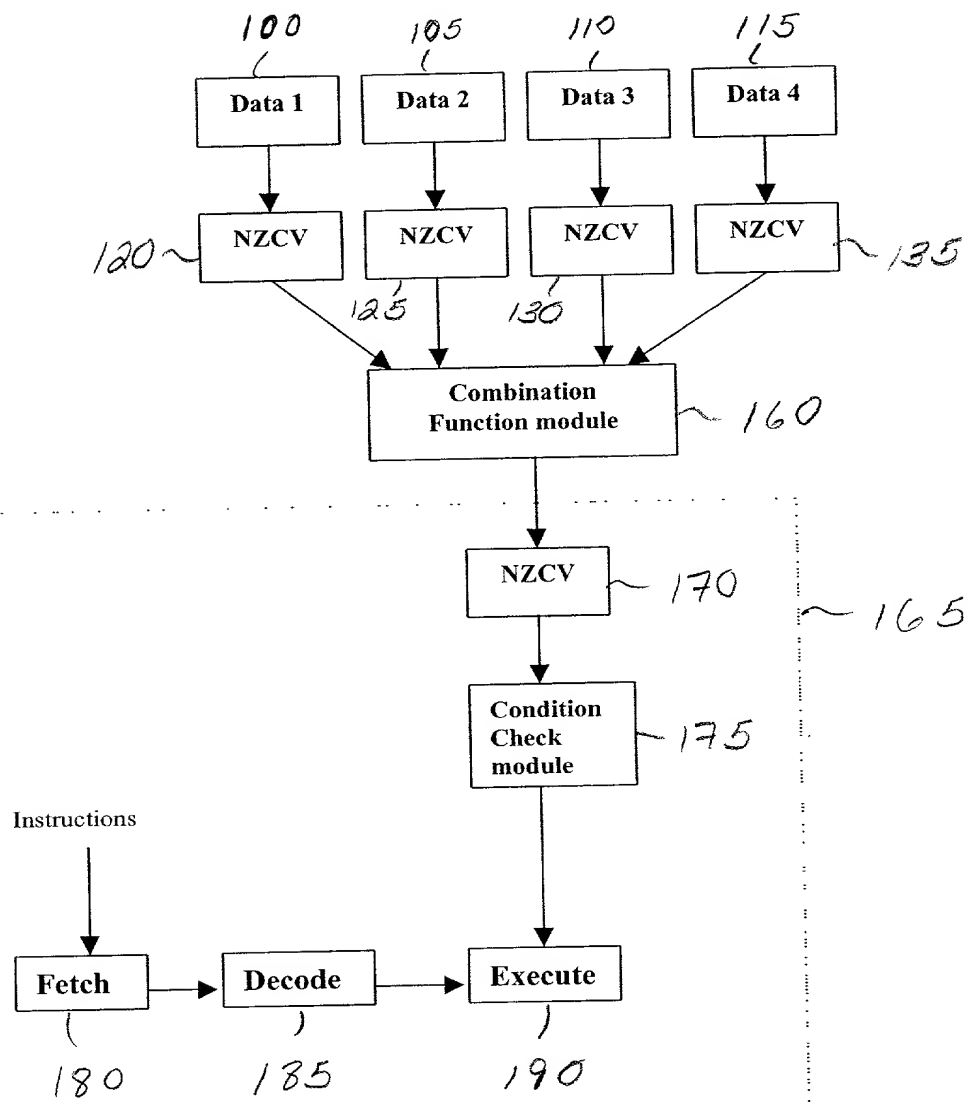 100 105 110 115
Data 1 Data 2 Data 3 Data 4
120 NZCV NZCV NZCV NZCV 135
125 130
Combination
Function module
160
NZCV
170
165
Condition
Check
module
175
Instructions
Fetch Decode Execute
180 185 190